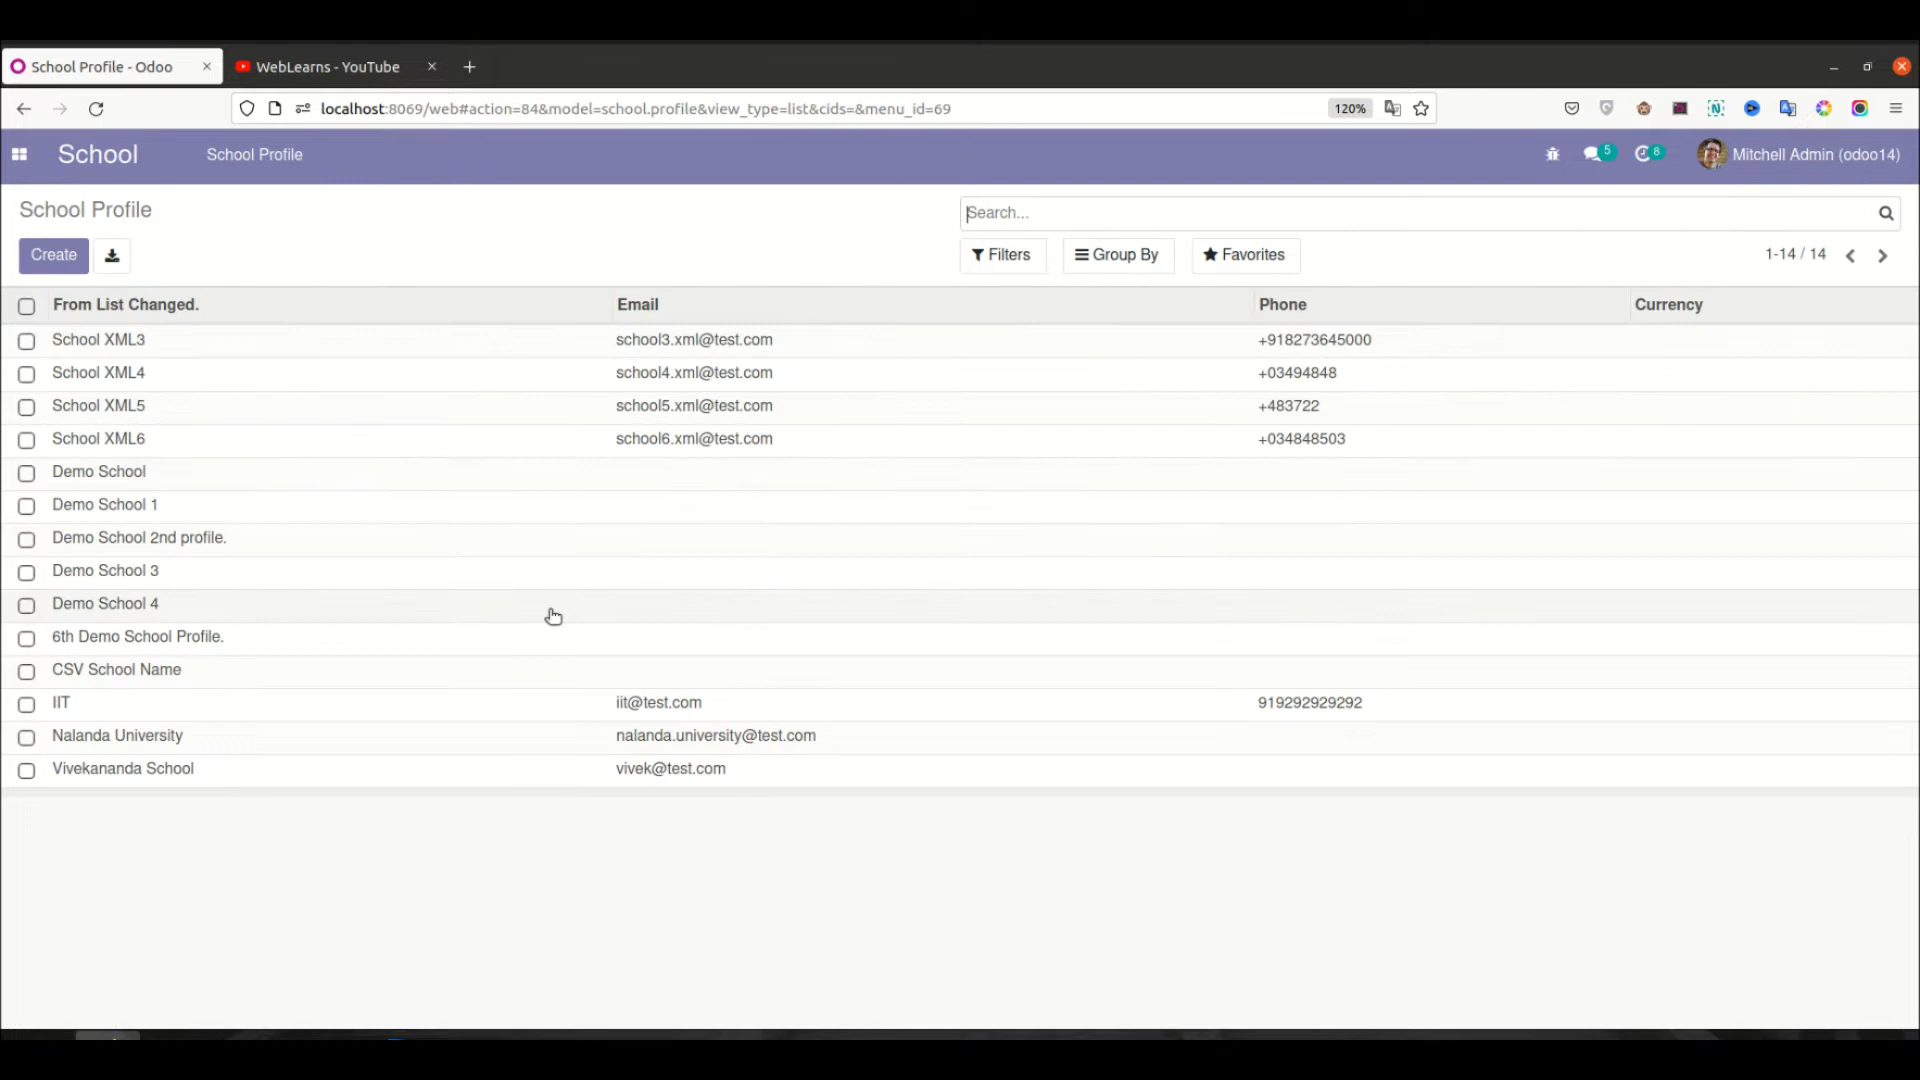 School Profile - Odoo
WebLearns - YouTube
localhost:8069/web#action=84&model=school.profile&view_type=list&cids=&menu_id=69
120%
School
School Profile
5
8
Mitchell Admin (odoo14)
School Profile
Search...
Create
Filters
Group By
Favorites
1-14 / 14
From List Changed. Email Phone Currency
School XML3 school3.xml@test.com +918273645000
School XML4 school4.xml@test.com +03494848
School XML5 school5.xml@test.com +483722
School XML6 school6.xml@test.com +034848503
Demo School
Demo School 1
Demo School 2nd profile.
Demo School 3
Demo School 4
6th Demo School Profile.
CSV School Name
IIT iit@test.com 919292929292
Nalanda University nalanda.university@test.com
Vivekananda School vivek@test.com